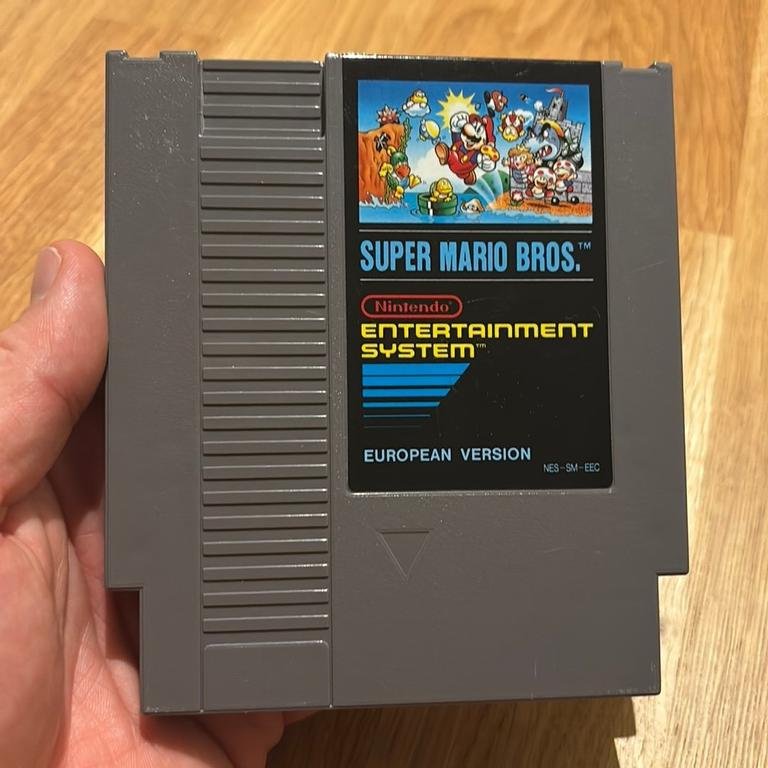 SUPER MARIO BROS.™
Nintendo®
ENTERTAINMENT
SYSTEM™
EUROPEAN VERSION
NES-SM-EEC